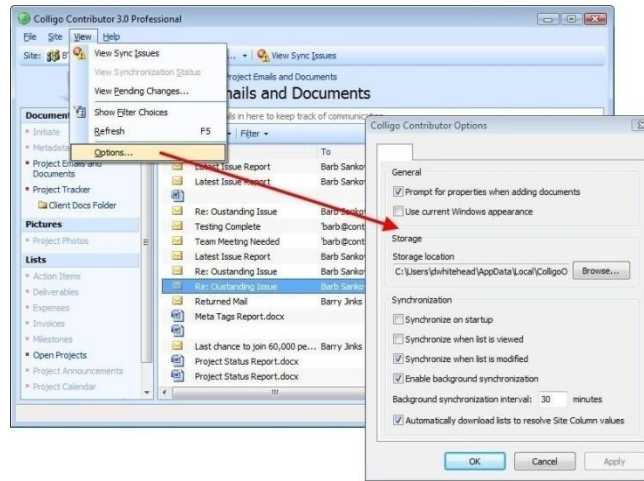 Colligo Contributor 3.0 Professional
File Site View Help
Site: View Sync Issues
View Sync Issues
View Synchronization Status
View Pending Changes...
Show Filter Choices
Refresh F5
Options...
Project Emails and Documents
ails and Documents
ails in here to keep track of communication
Filter
To
Initiate
Metadata
Project Emails and
Documents
Project Tracker
Client Docs Folder
Pictures
Project Photos
Lists
Action Items
Deliverables
Expenses
Invoices
Milestones
Open Projects
Project Announcements
Project Calendar
Latest Issue Report Barb Sanko
Latest Issue Report Barb Sanko
Re: Oustanding Issue Barb Sanko
Testing Complete 'barb@cont
Team Meeting Needed 'barb@cont
Latest Issue Report Barb Sanko
Re: Oustanding Issue Barb Sanko
Re: Oustanding Issue Barb Sanko
Returned Mail Barry Jinks
Meta Tags Report.docx
Last chance to join 60,000 pe... Barry Jinks
Project Status Report.docx
Project Status Report.docx
Colligo Contributor Options
General
Prompt for properties when adding documents
Use current Windows appearance
Storage
Storage location
C:\Users\dwhitehead\AppData\Local\ColligoO Browse...
Synchronization
Synchronize on startup
Synchronize when list is viewed
Synchronize when list is modified
Enable background synchronization
Background synchronization interval: 30 minutes
Automatically download lists to resolve Site Column values
OK Cancel Apply